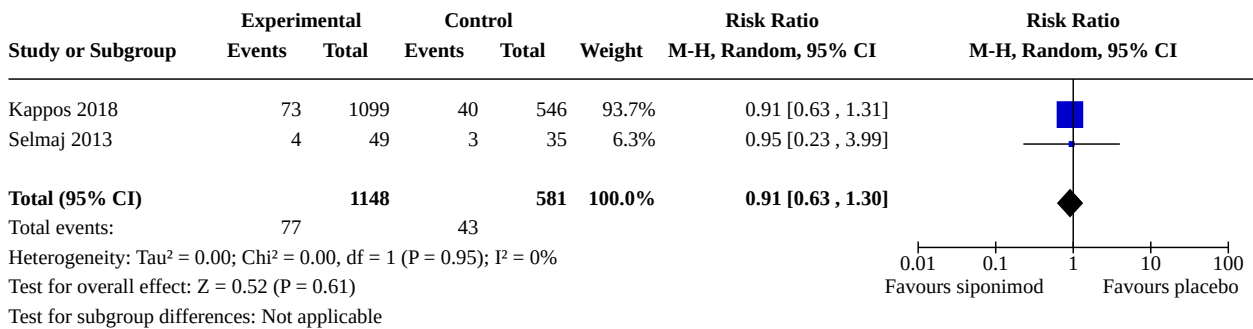 Experimental Control Risk Ratio Risk Ratio
Study or Subgroup Events Total Events Total Weight M-H, Random, 95% CI M-H, Random, 95% CI
Kappos 2018 73 1099 40 546 93.7% 0.91 [0.63 , 1.31]
Selmaj 2013 4 49 3 35 6.3% 0.95 [0.23 , 3.99]
Total (95% CI) 1148 581 100.0% 0.91 [0.63 , 1.30]
Total events: 77 43
Heterogeneity: Tau² = 0.00; Chi² = 0.00, df = 1 (P = 0.95); I² = 0%
0.01 0.1 1 10 100
Test for overall effect: Z = 0.52 (P = 0.61) Favours siponimod Favours placebo
Test for subgroup differences: Not applicable